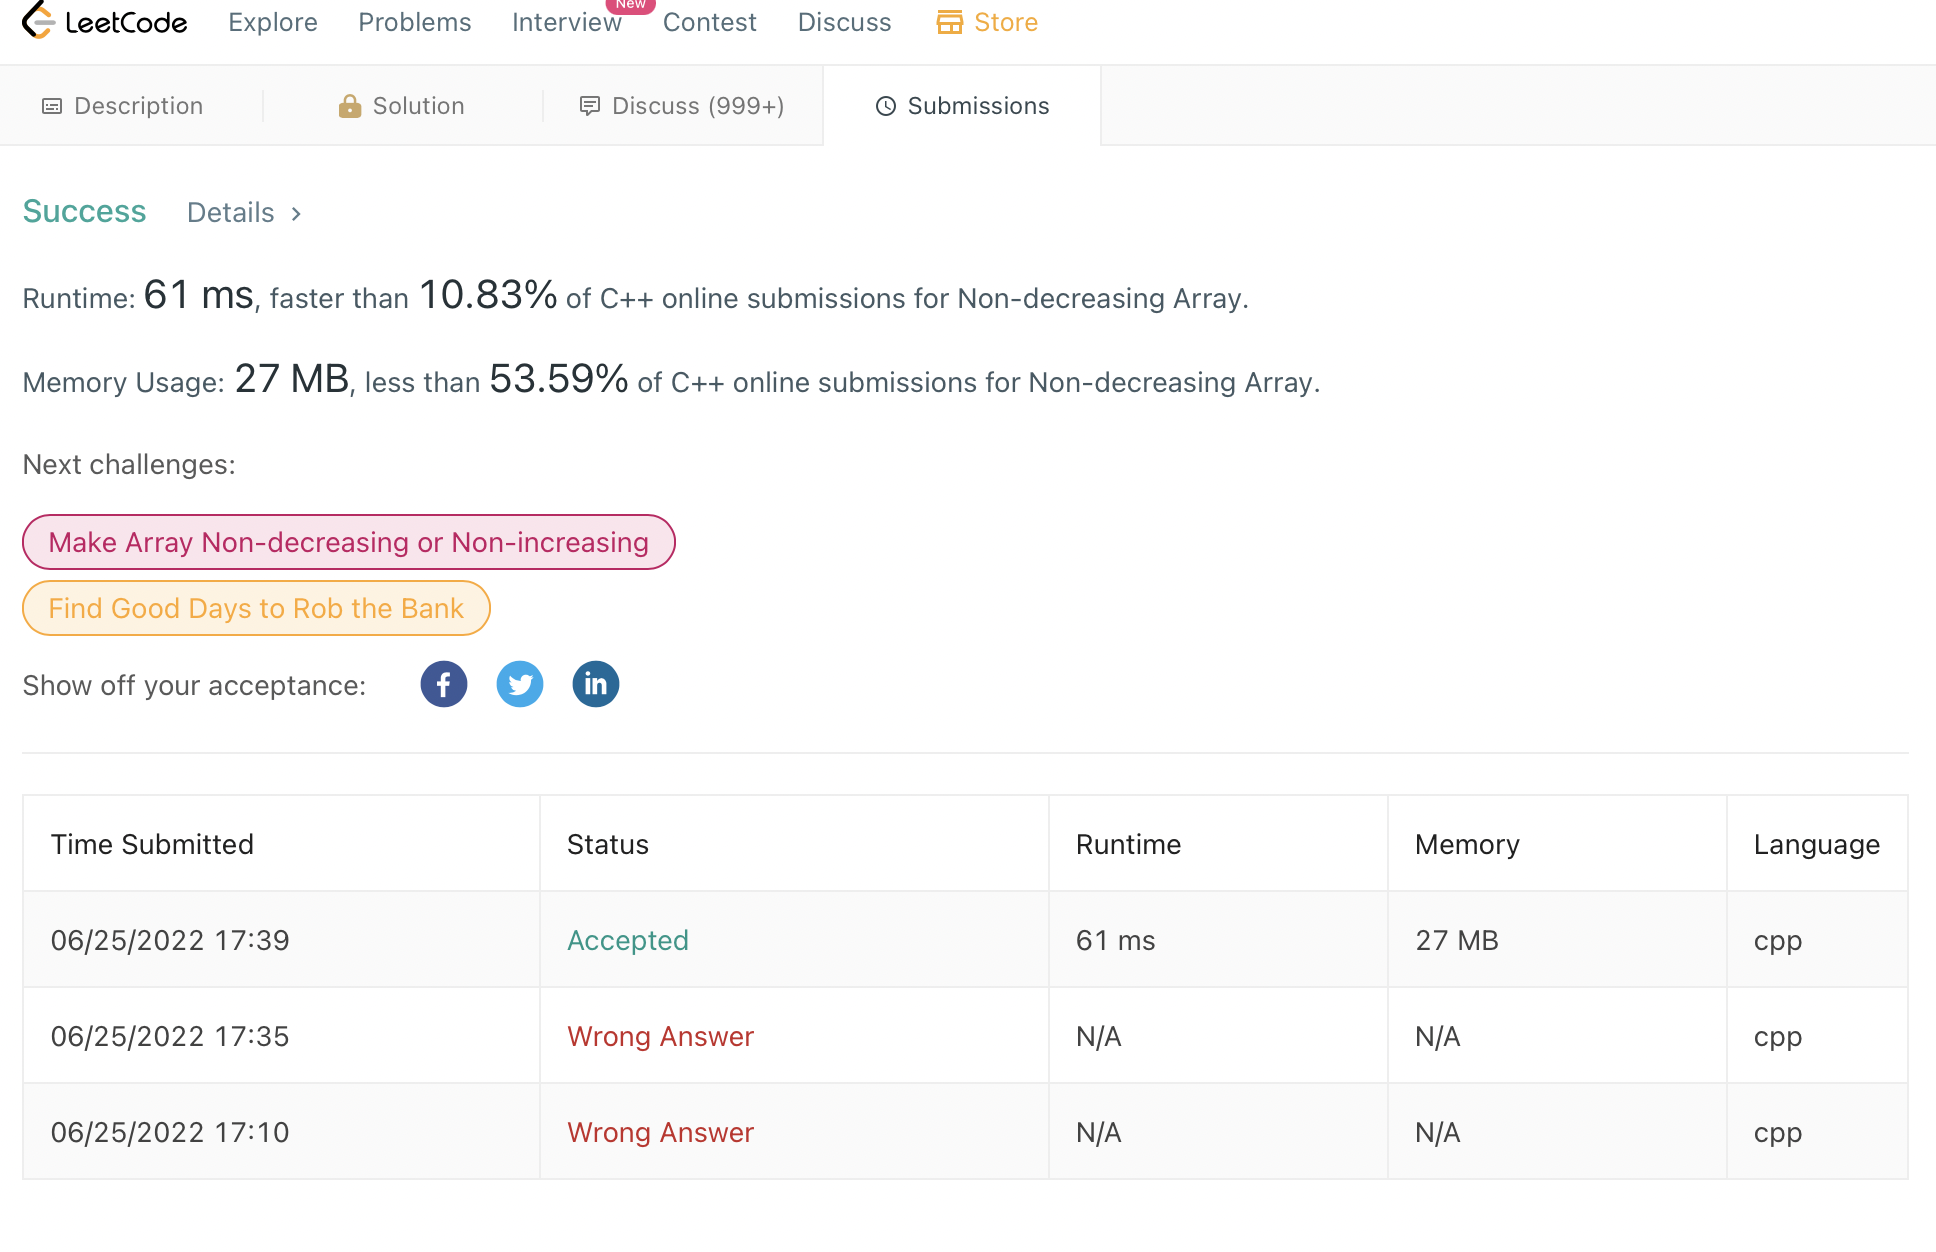 LeetCode Explore Problems Interview New Contest Discuss Store
Description Solution Discuss (999+) Submissions
Success Details >
Runtime: 61 ms, faster than 10.83% of C++ online submissions for Non-decreasing Array.
Memory Usage: 27 MB, less than 53.59% of C++ online submissions for Non-decreasing Array.
Next challenges:
Make Array Non-decreasing or Non-increasing
Find Good Days to Rob the Bank
Show off your acceptance: f in
Time Submitted Status Runtime Memory Language
06/25/2022 17:39 Accepted 61 ms 27 MB cpp
06/25/2022 17:35 Wrong Answer N/A N/A cpp
06/25/2022 17:10 Wrong Answer N/A N/A cpp